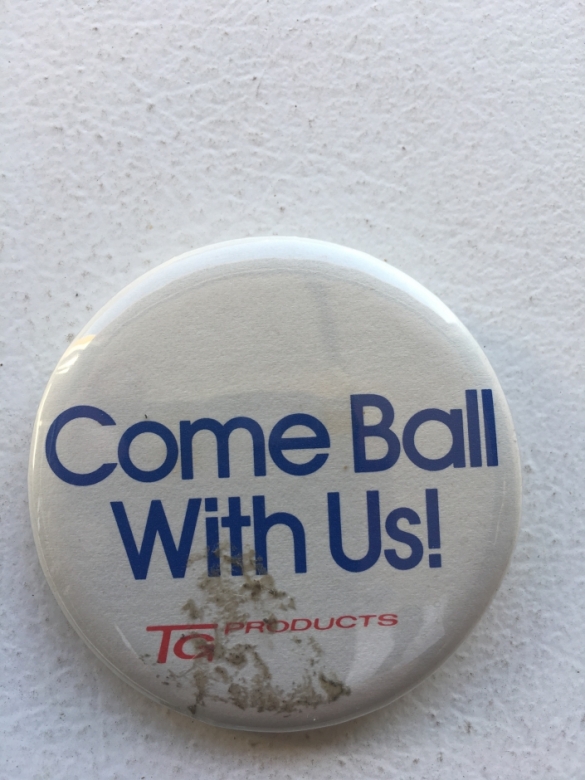 Come Ball
With Us!
TG PRODUCTS